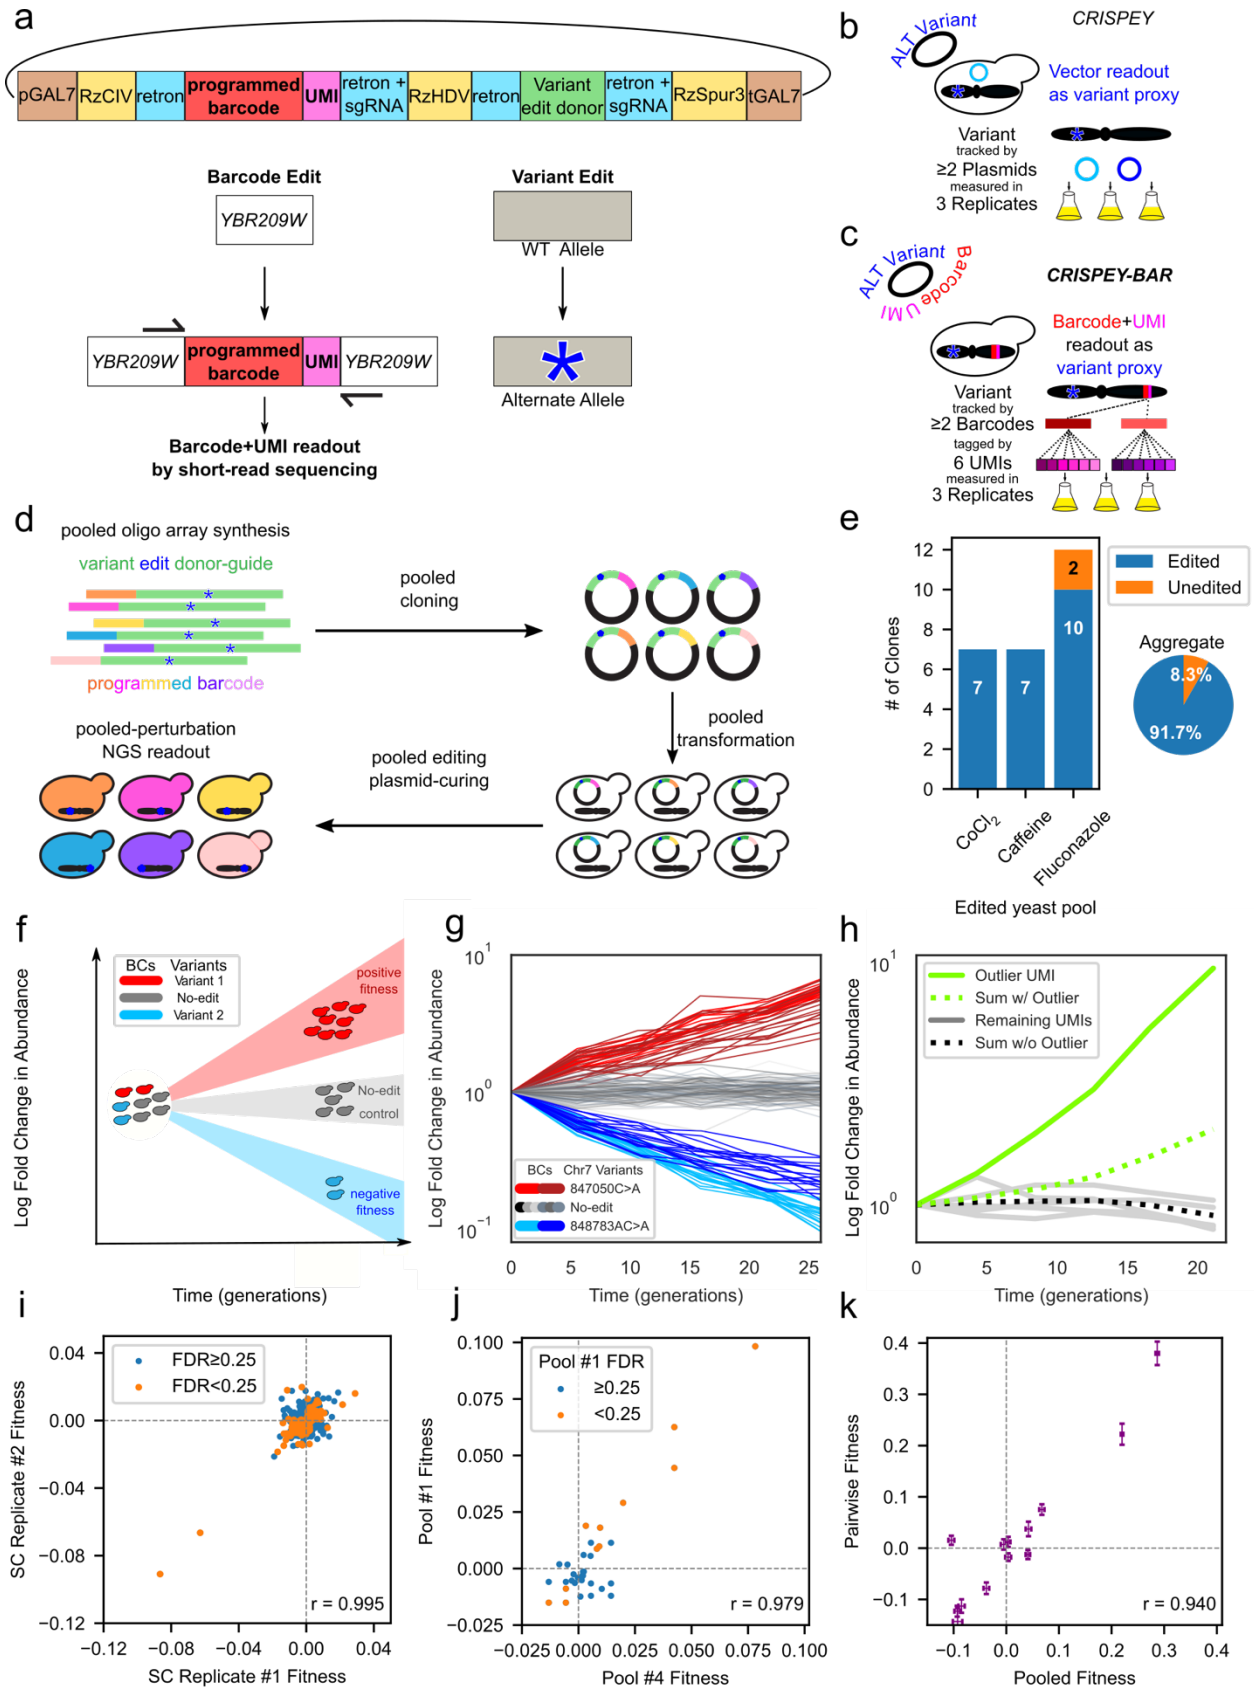 a
pGAL7
RzCIV
retron
programmed
barcode
UMI
retron +
sgRNA
RzHDV
retron
Variant
edit donor
retron +
sgRNA
RzSpur3
tGAL7
Barcode Edit
YBR209W
Variant Edit
WT Allele
YBR209W
programmed
barcode
UMI
YBR209W
Alternate Allele
Barcode+UMI readout
by short-read sequencing
b
CRISPEY
ALT Variant
Vector readout
as variant proxy
Variant
tracked by
≥2 Plasmids
measured in
3 Replicates
c
CRISPEY-BAR
ALT Variant
Barcode
UMI
Barcode+UMI
readout as
variant proxy
Variant
tracked by
≥2 Barcodes
tagged by
6 UMIs
measured in
3 Replicates
d
pooled oligo array synthesis
variant edit donor-guide
programmed barcode
pooled
cloning
pooled
transformation
pooled editing
plasmid-curing
pooled-perturbation
NGS readout
e
# of Clones
12
10
8
6
4
2
0
7
7
10
2
CoCl₂
Caffeine
Fluconazole
Edited yeast pool
Edited
Unedited
Aggregate
8.3%
91.7%
f
Log Fold Change in Abundance
BCs Variants
Variant 1
No-edit
Variant 2
positive
fitness
No-edit
control
negative
fitness
Time (generations)
g
Log Fold Change in Abundance
10¹
10⁰
10⁻¹
BCs Chr7 Variants
847050C>A
No-edit
848783AC>A
0 5 10 15 20 25
Time (generations)
h
Log Fold Change in Abundance
10¹
10⁰
Outlier UMI
Sum w/ Outlier
Remaining UMIs
Sum w/o Outlier
0 5 10 15 20
Time (generations)
i
SC Replicate #2 Fitness
0.04
0.00
−0.04
−0.08
−0.12
FDR≥0.25
FDR<0.25
r = 0.995
−0.12 −0.08 −0.04 0.00 0.04
SC Replicate #1 Fitness
j
Pool #1 Fitness
0.100
0.075
0.050
0.025
0.000
−0.025
Pool #1 FDR
≥0.25
<0.25
r = 0.979
−0.025 0.000 0.025 0.050 0.075 0.100
Pool #4 Fitness
k
Pairwise Fitness
0.4
0.3
0.2
0.1
0.0
−0.1
r = 0.940
−0.1 0.0 0.1 0.2 0.3 0.4
Pooled Fitness